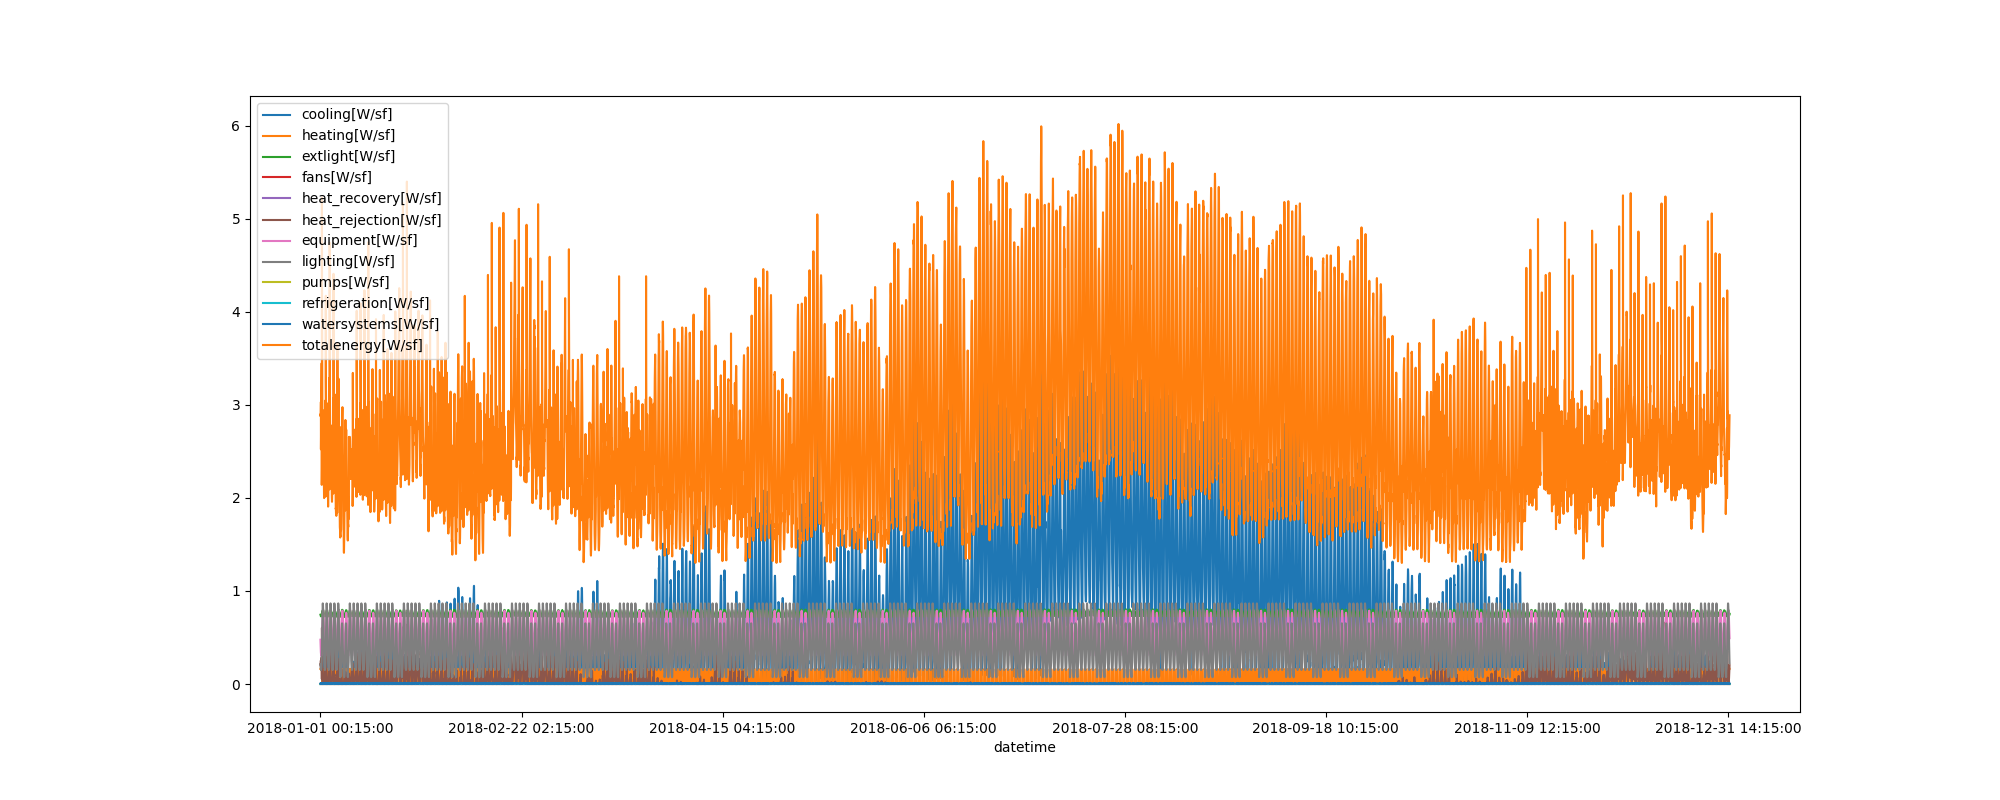 cooling[W/sf]
heating[W/sf]
extlight[W/sf]
fans[W/sf]
heat_recovery[W/sf]
heat_rejection[W/sf]
equipment[W/sf]
lighting[W/sf]
pumps[W/sf]
refrigeration[W/sf]
watersystems[W/sf]
totalenergy[W/sf]
6
5
4
3
2
1
0
2018-01-01 00:15:00 2018-02-22 02:15:00 2018-04-15 04:15:00 2018-06-06 06:15:00 2018-07-28 08:15:00 2018-09-18 10:15:00 2018-11-09 12:15:00 2018-12-31 14:15:00
datetime